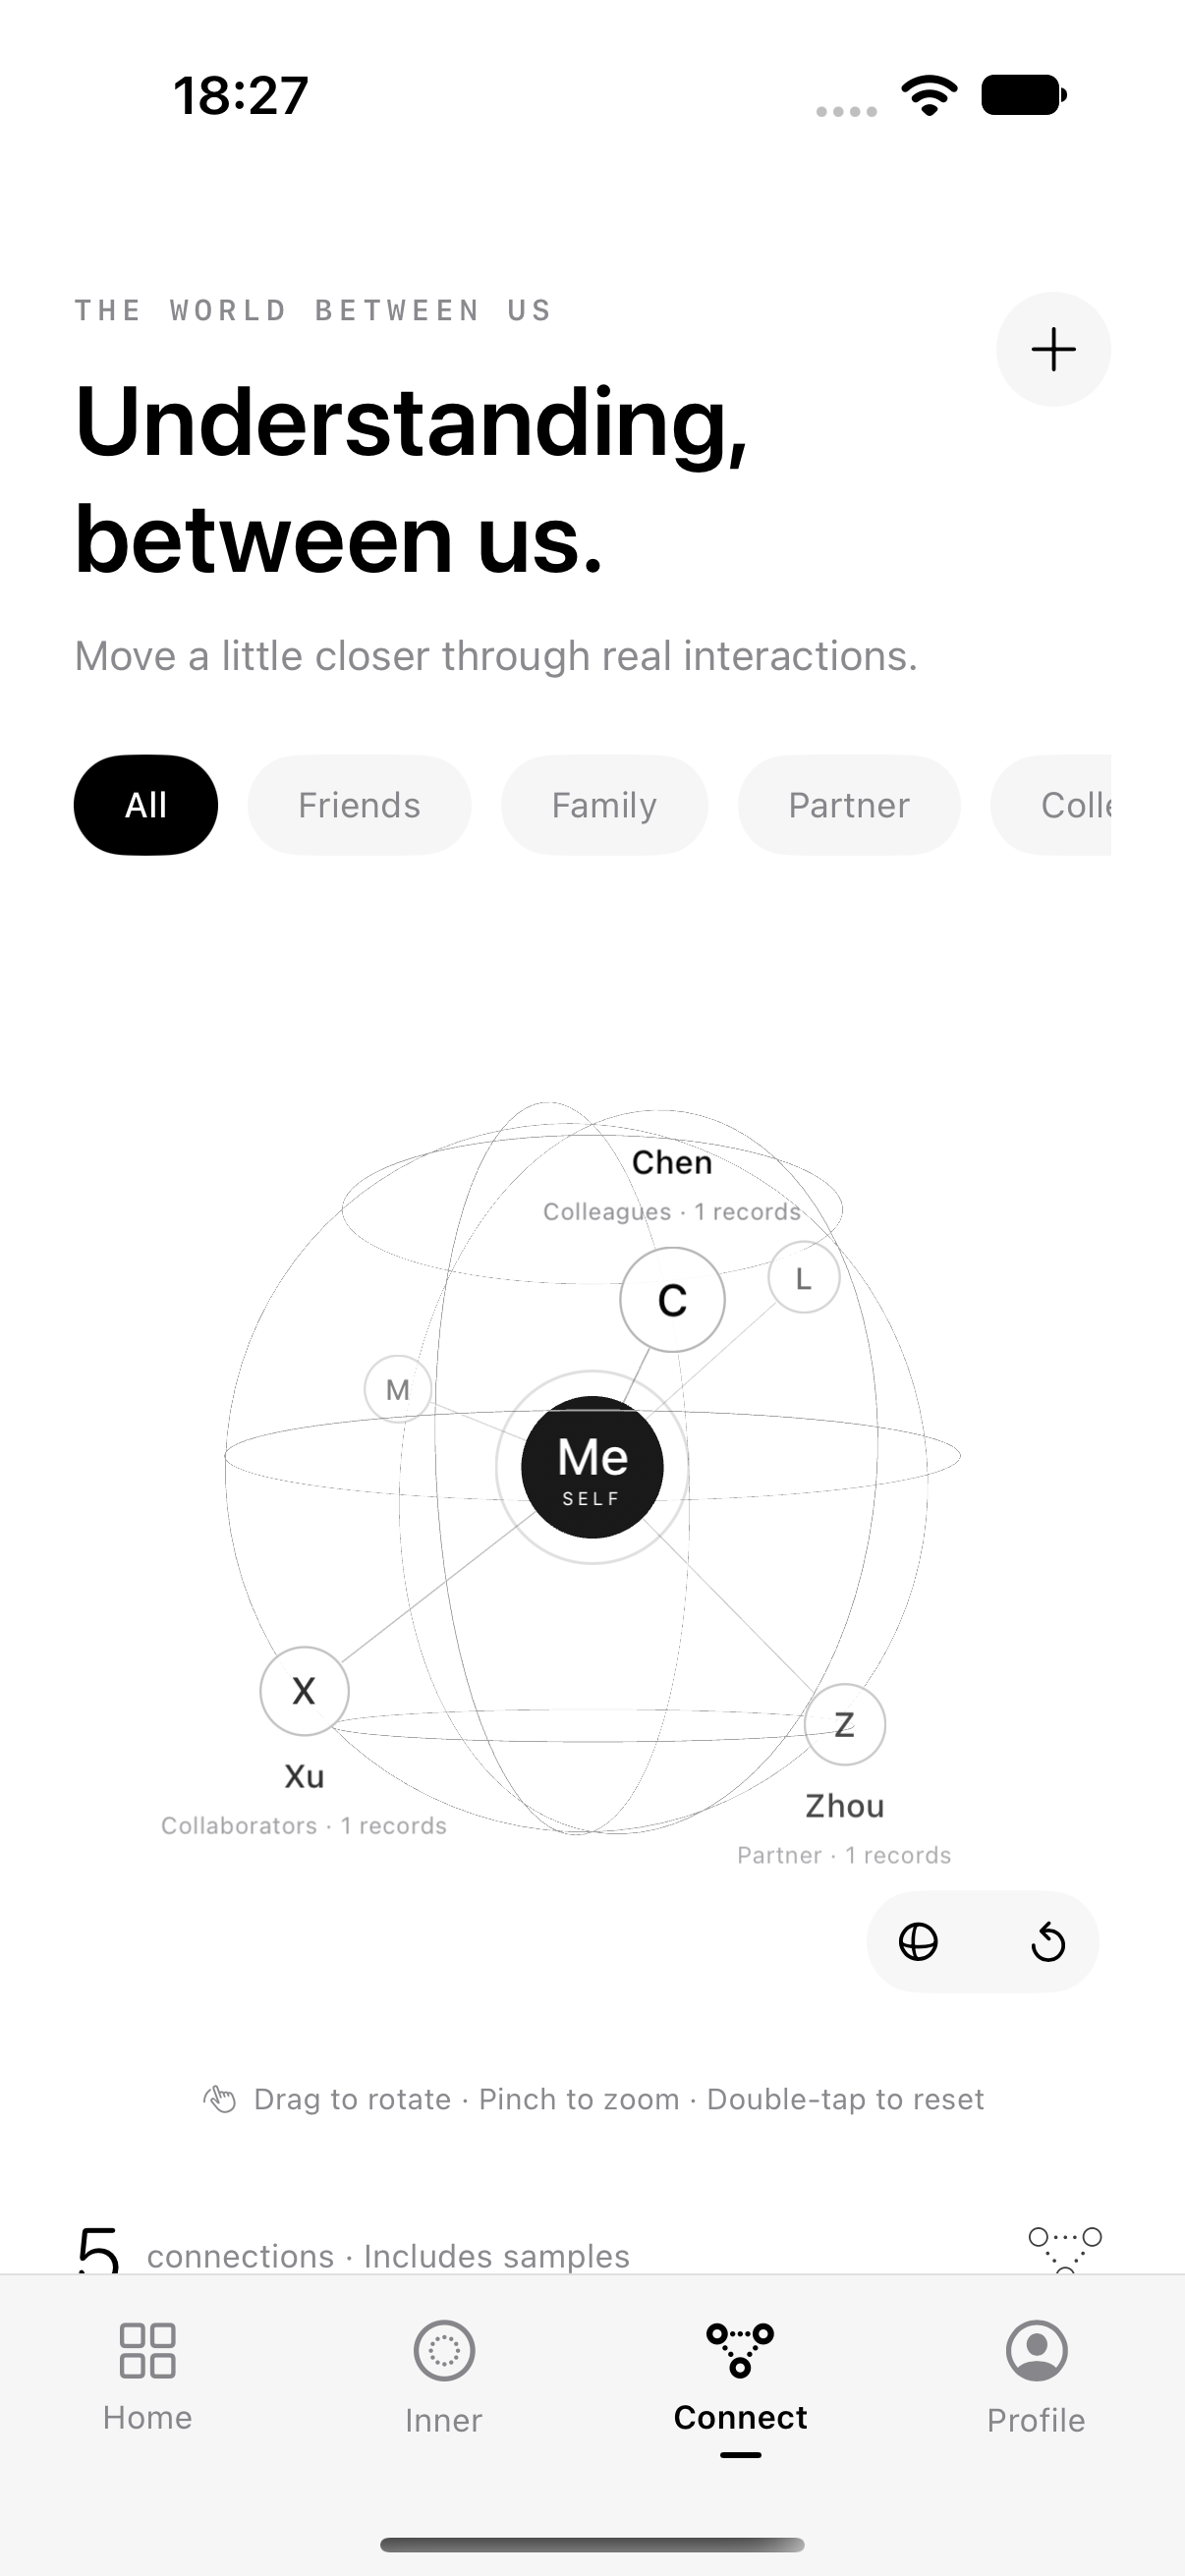 18:27
THE WORLD BETWEEN US
Understanding,
between us.
Move a little closer through real interactions.
All
Friends
Family
Partner
Colle
Chen
Colleagues · 1 records
C
L
M
Me
SELF
X
Z
Xu
Zhou
Collaborators · 1 records
Partner · 1 records
Drag to rotate · Pinch to zoom · Double-tap to reset
5 connections · Includes samples
Home
Inner
Connect
Profile